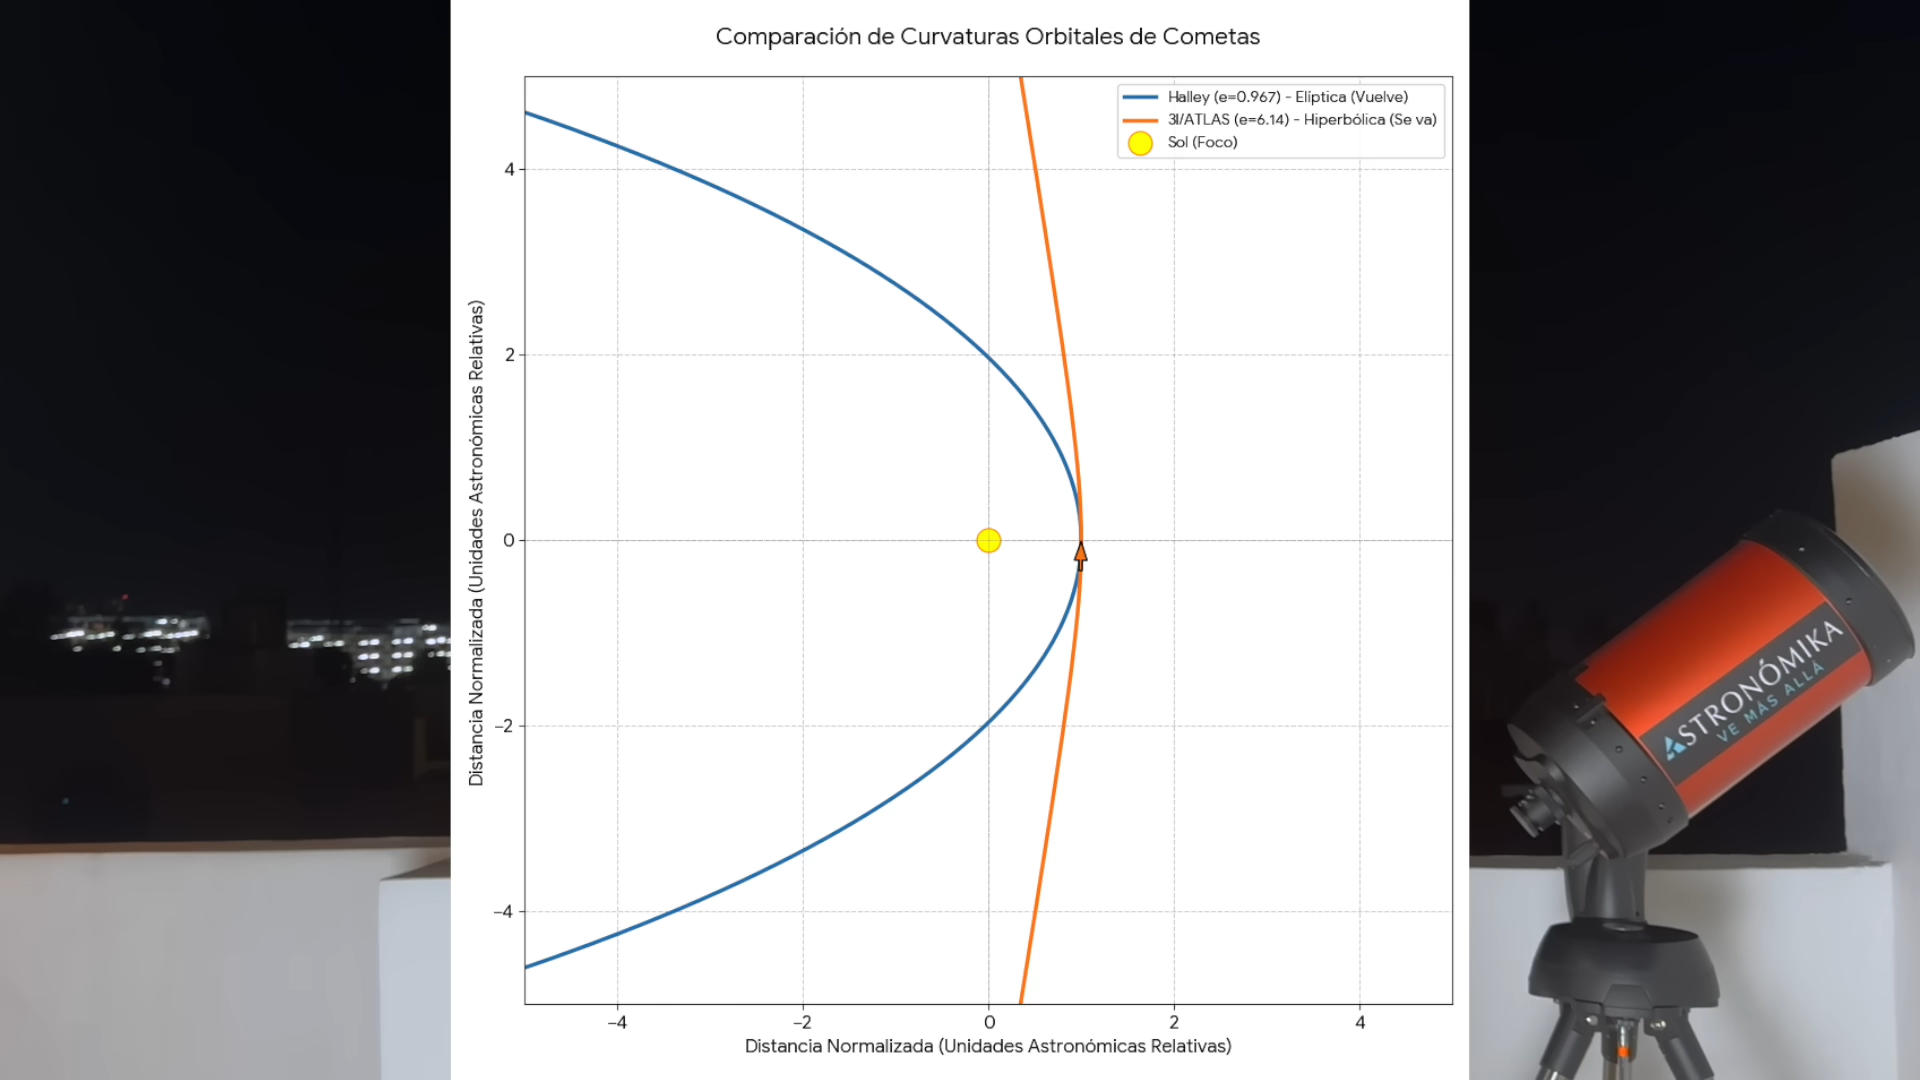 Comparación de Curvaturas Orbitales de Cometas
Halley (e=0.967) - Elíptica (Vuelve)
3I/ATLAS (e=6.14) - Hiperbólica (Se va)
Sol (Foco)
Distancia Normalizada (Unidades Astronómicas Relativas)
4
2
0
−2
−4
−4
−2
0
2
4
Distancia Normalizada (Unidades Astronómicas Relativas)
ASTRONÓMIKA
VE MÁS ALLÁ